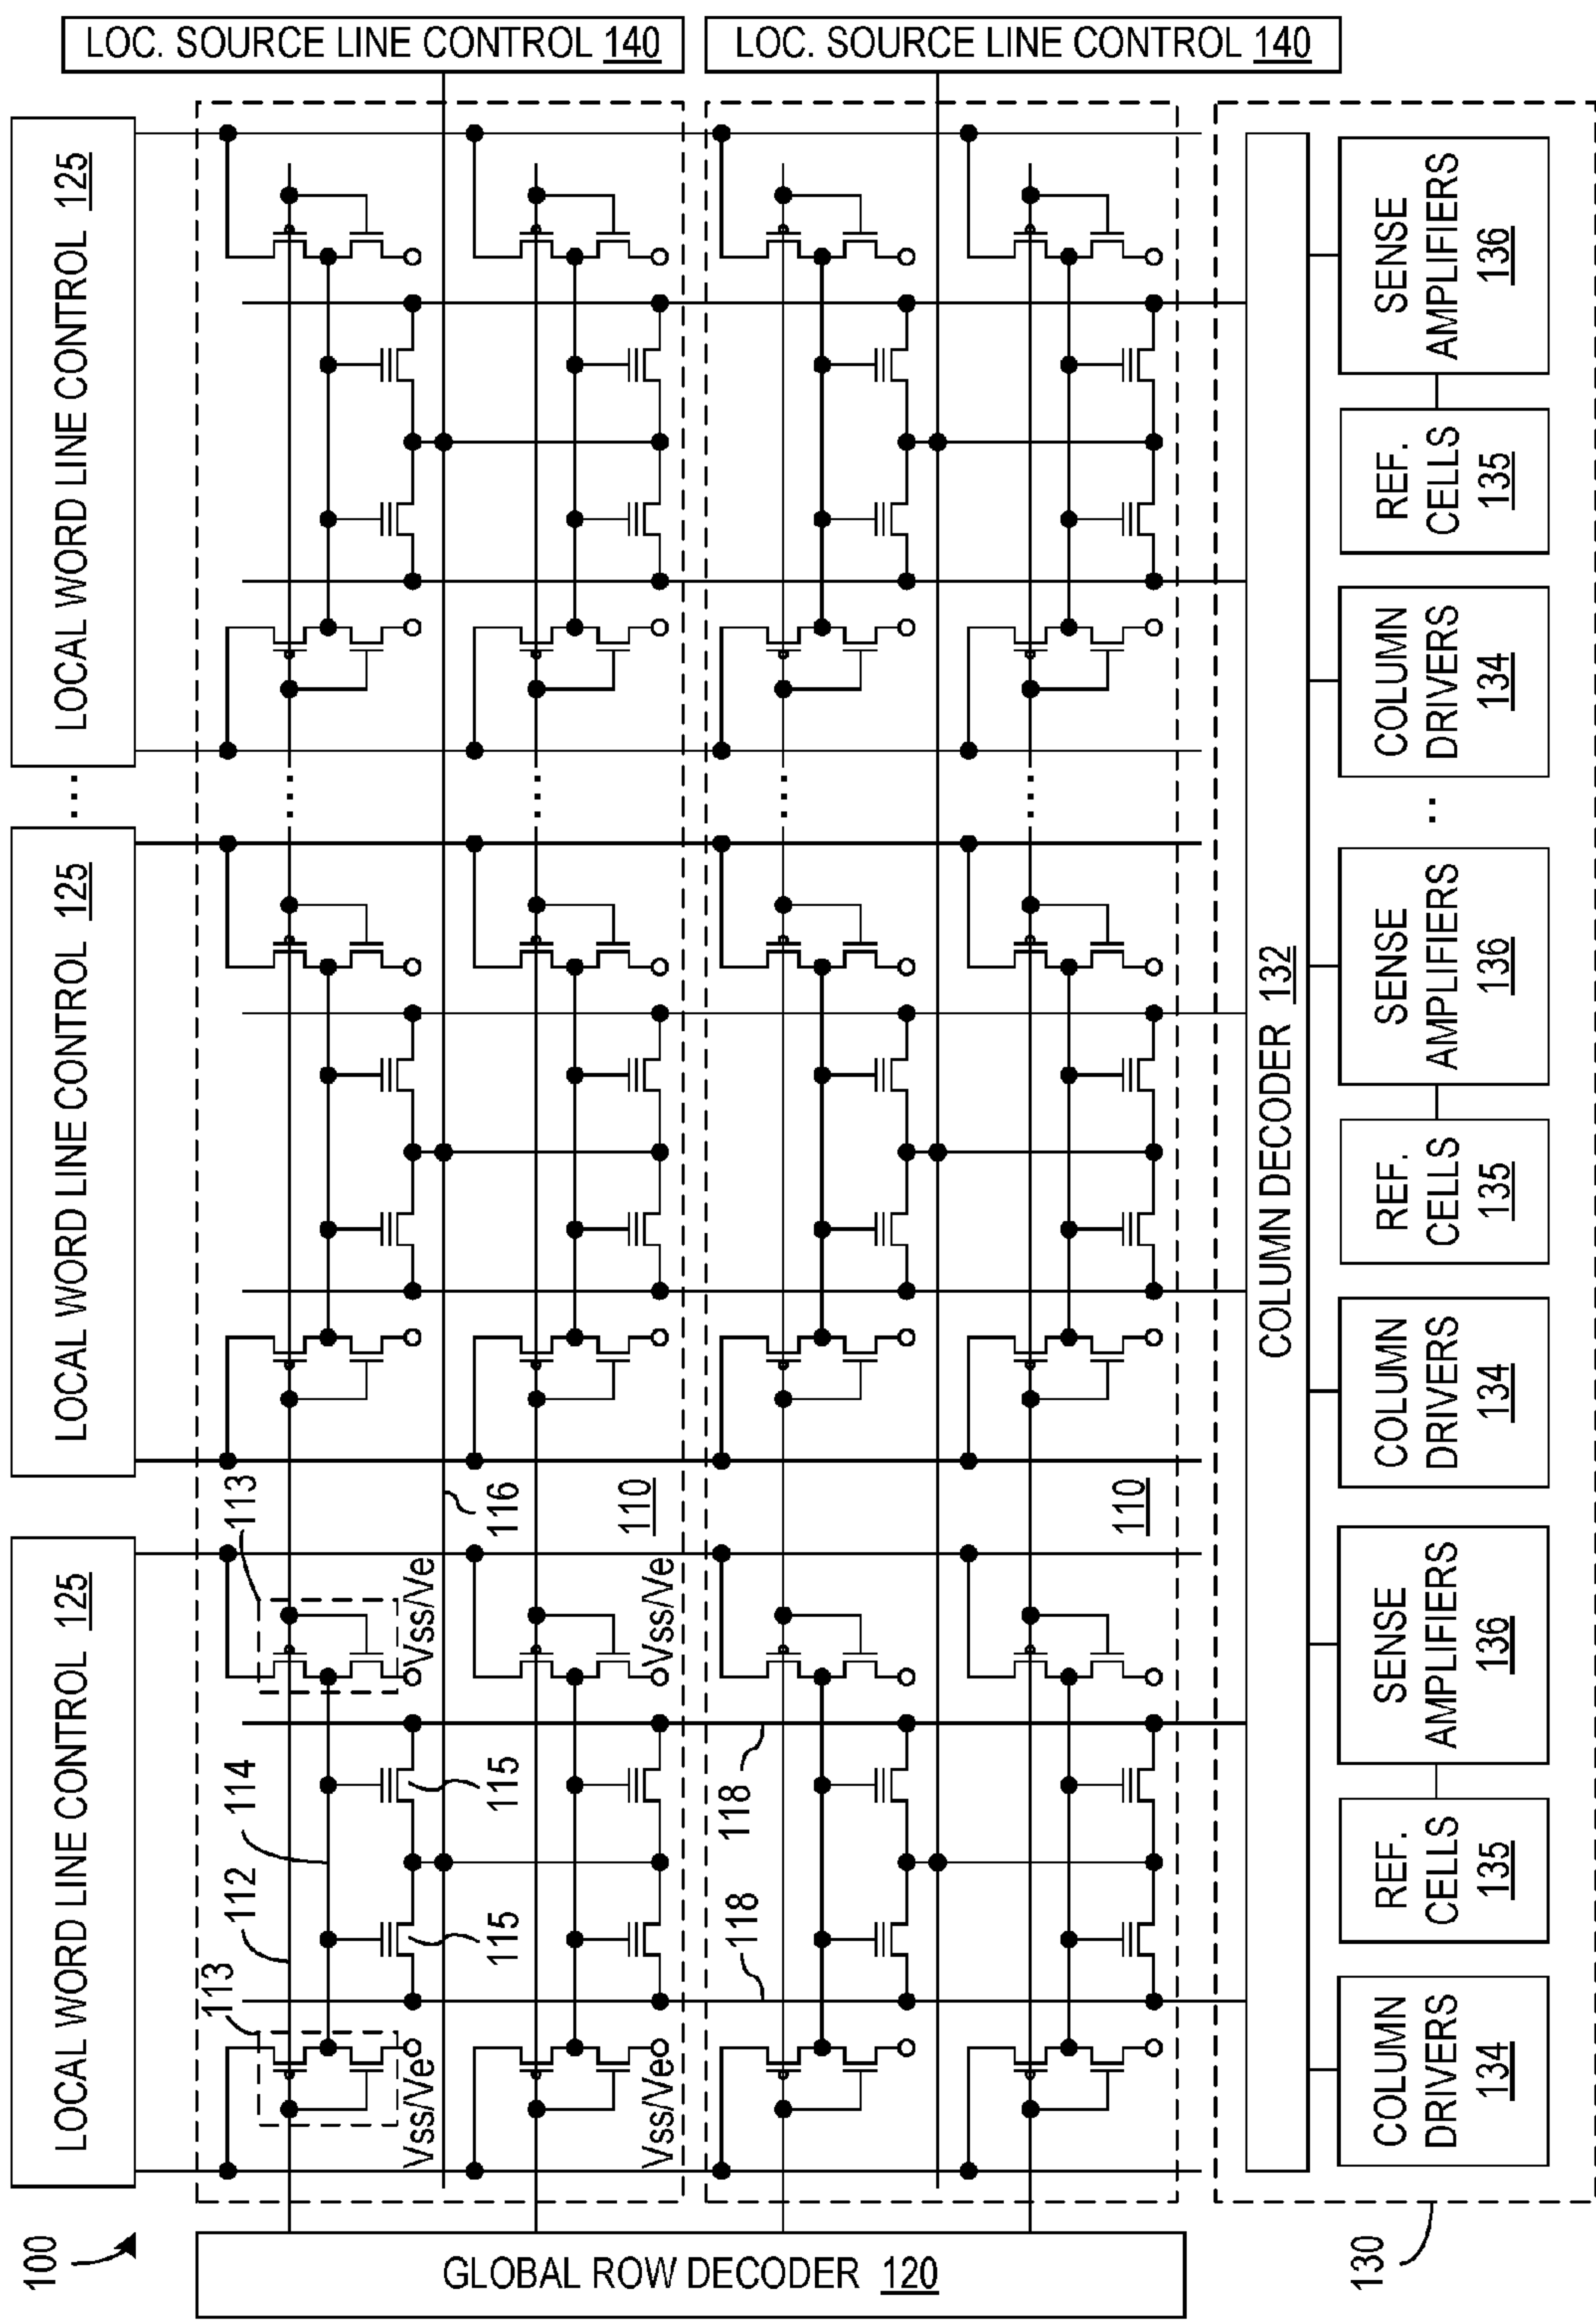 100
LOCAL WORD LINE CONTROL 125
LOCAL WORD LINE CONTROL 125
...
LOCAL WORD LINE CONTROL 125
LOC. SOURCE LINE CONTROL 140
LOC. SOURCE LINE CONTROL 140
GLOBAL ROW DECODER 120
113
112
114
113
Vss/Ve
115
115
Vss/Ve
116
...
...
Vss/Ve
Vss/Ve
110
118
118
...
...
110
COLUMN DECODER 132
130
COLUMN
DRIVERS
134
REF.
CELLS
135
SENSE
AMPLIFIERS
136
COLUMN
DRIVERS
134
REF.
CELLS
135
SENSE
AMPLIFIERS
136
..
COLUMN
DRIVERS
134
REF.
CELLS
135
SENSE
AMPLIFIERS
136